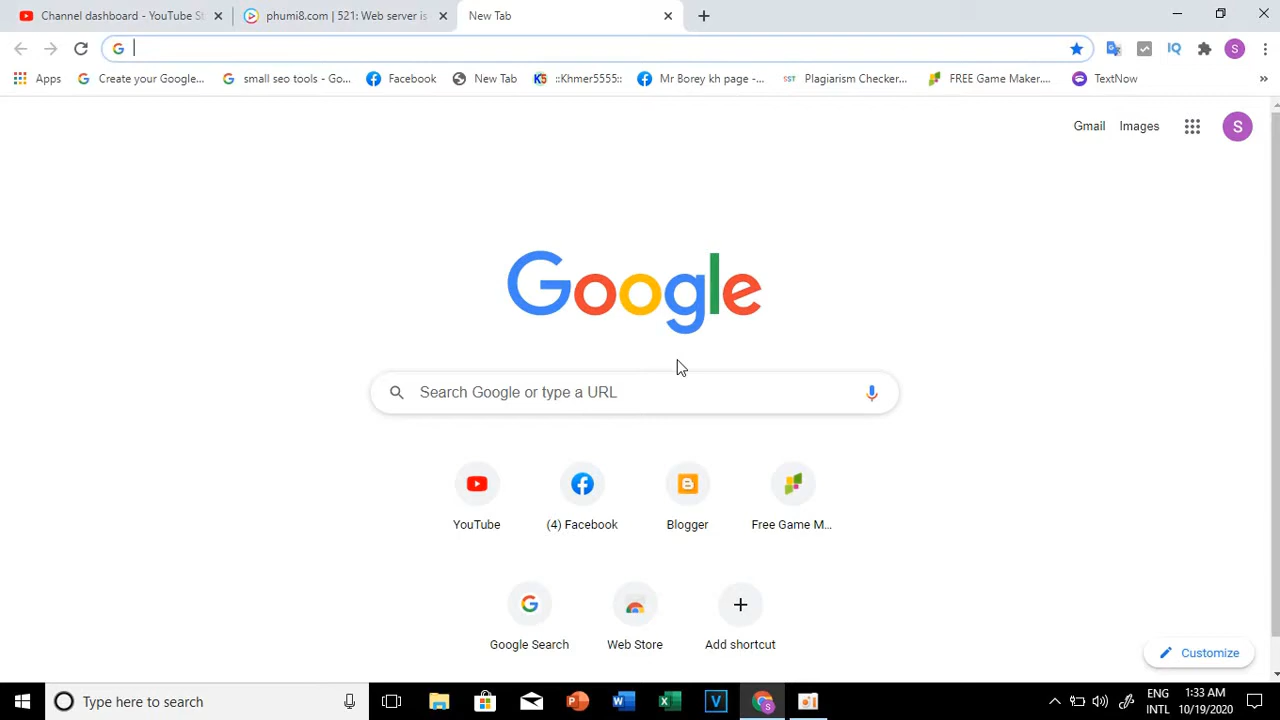 Channel dashboard - YouTube St
phumi8.com | 521: Web server is
New Tab
Apps
Create your Google...
small seo tools - Go...
Facebook
New Tab
::Khmer5555::
Mr Borey kh page -...
Plagiarism Checker...
FREE Game Maker....
TextNow
»
Gmail
Images
S
Google
Search Google or type a URL
YouTube
(4) Facebook
Blogger
Free Game M...
Google Search
Web Store
Add shortcut
Customize
Type here to search
ENG
INTL
1:33 AM
10/19/2020